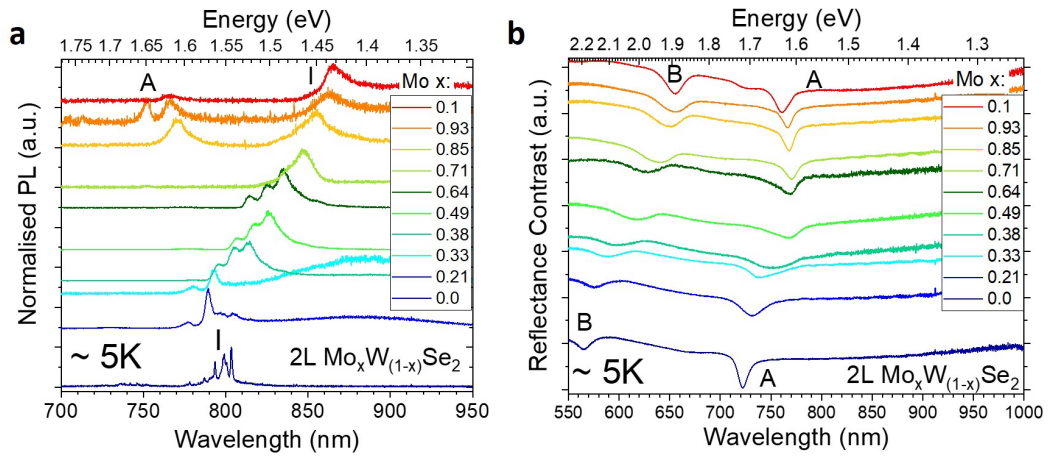 a
Energy (eV)
1.75 1.7 1.65 1.6 1.55 1.5 1.45 1.4 1.35
Normalised PL (a.u.)
A
I
Mo x:
0.1
0.93
0.85
0.71
0.64
0.49
0.38
0.33
0.21
0.0
I
~ 5K
2L MoxW(1-x)Se2
700 750 800 850 900 950
Wavelength (nm)
b
Energy (eV)
2.2 2.1 2.0 1.9 1.8 1.7 1.6 1.5 1.4 1.3
Reflectance Contrast (a.u.)
B
A
Mo x:
0.1
0.93
0.85
0.71
0.64
0.49
0.38
0.33
0.21
0.0
B
A
~ 5K
2L MoxW(1-x)Se2
550 600 650 700 750 800 850 900 950 1000
Wavelength (nm)